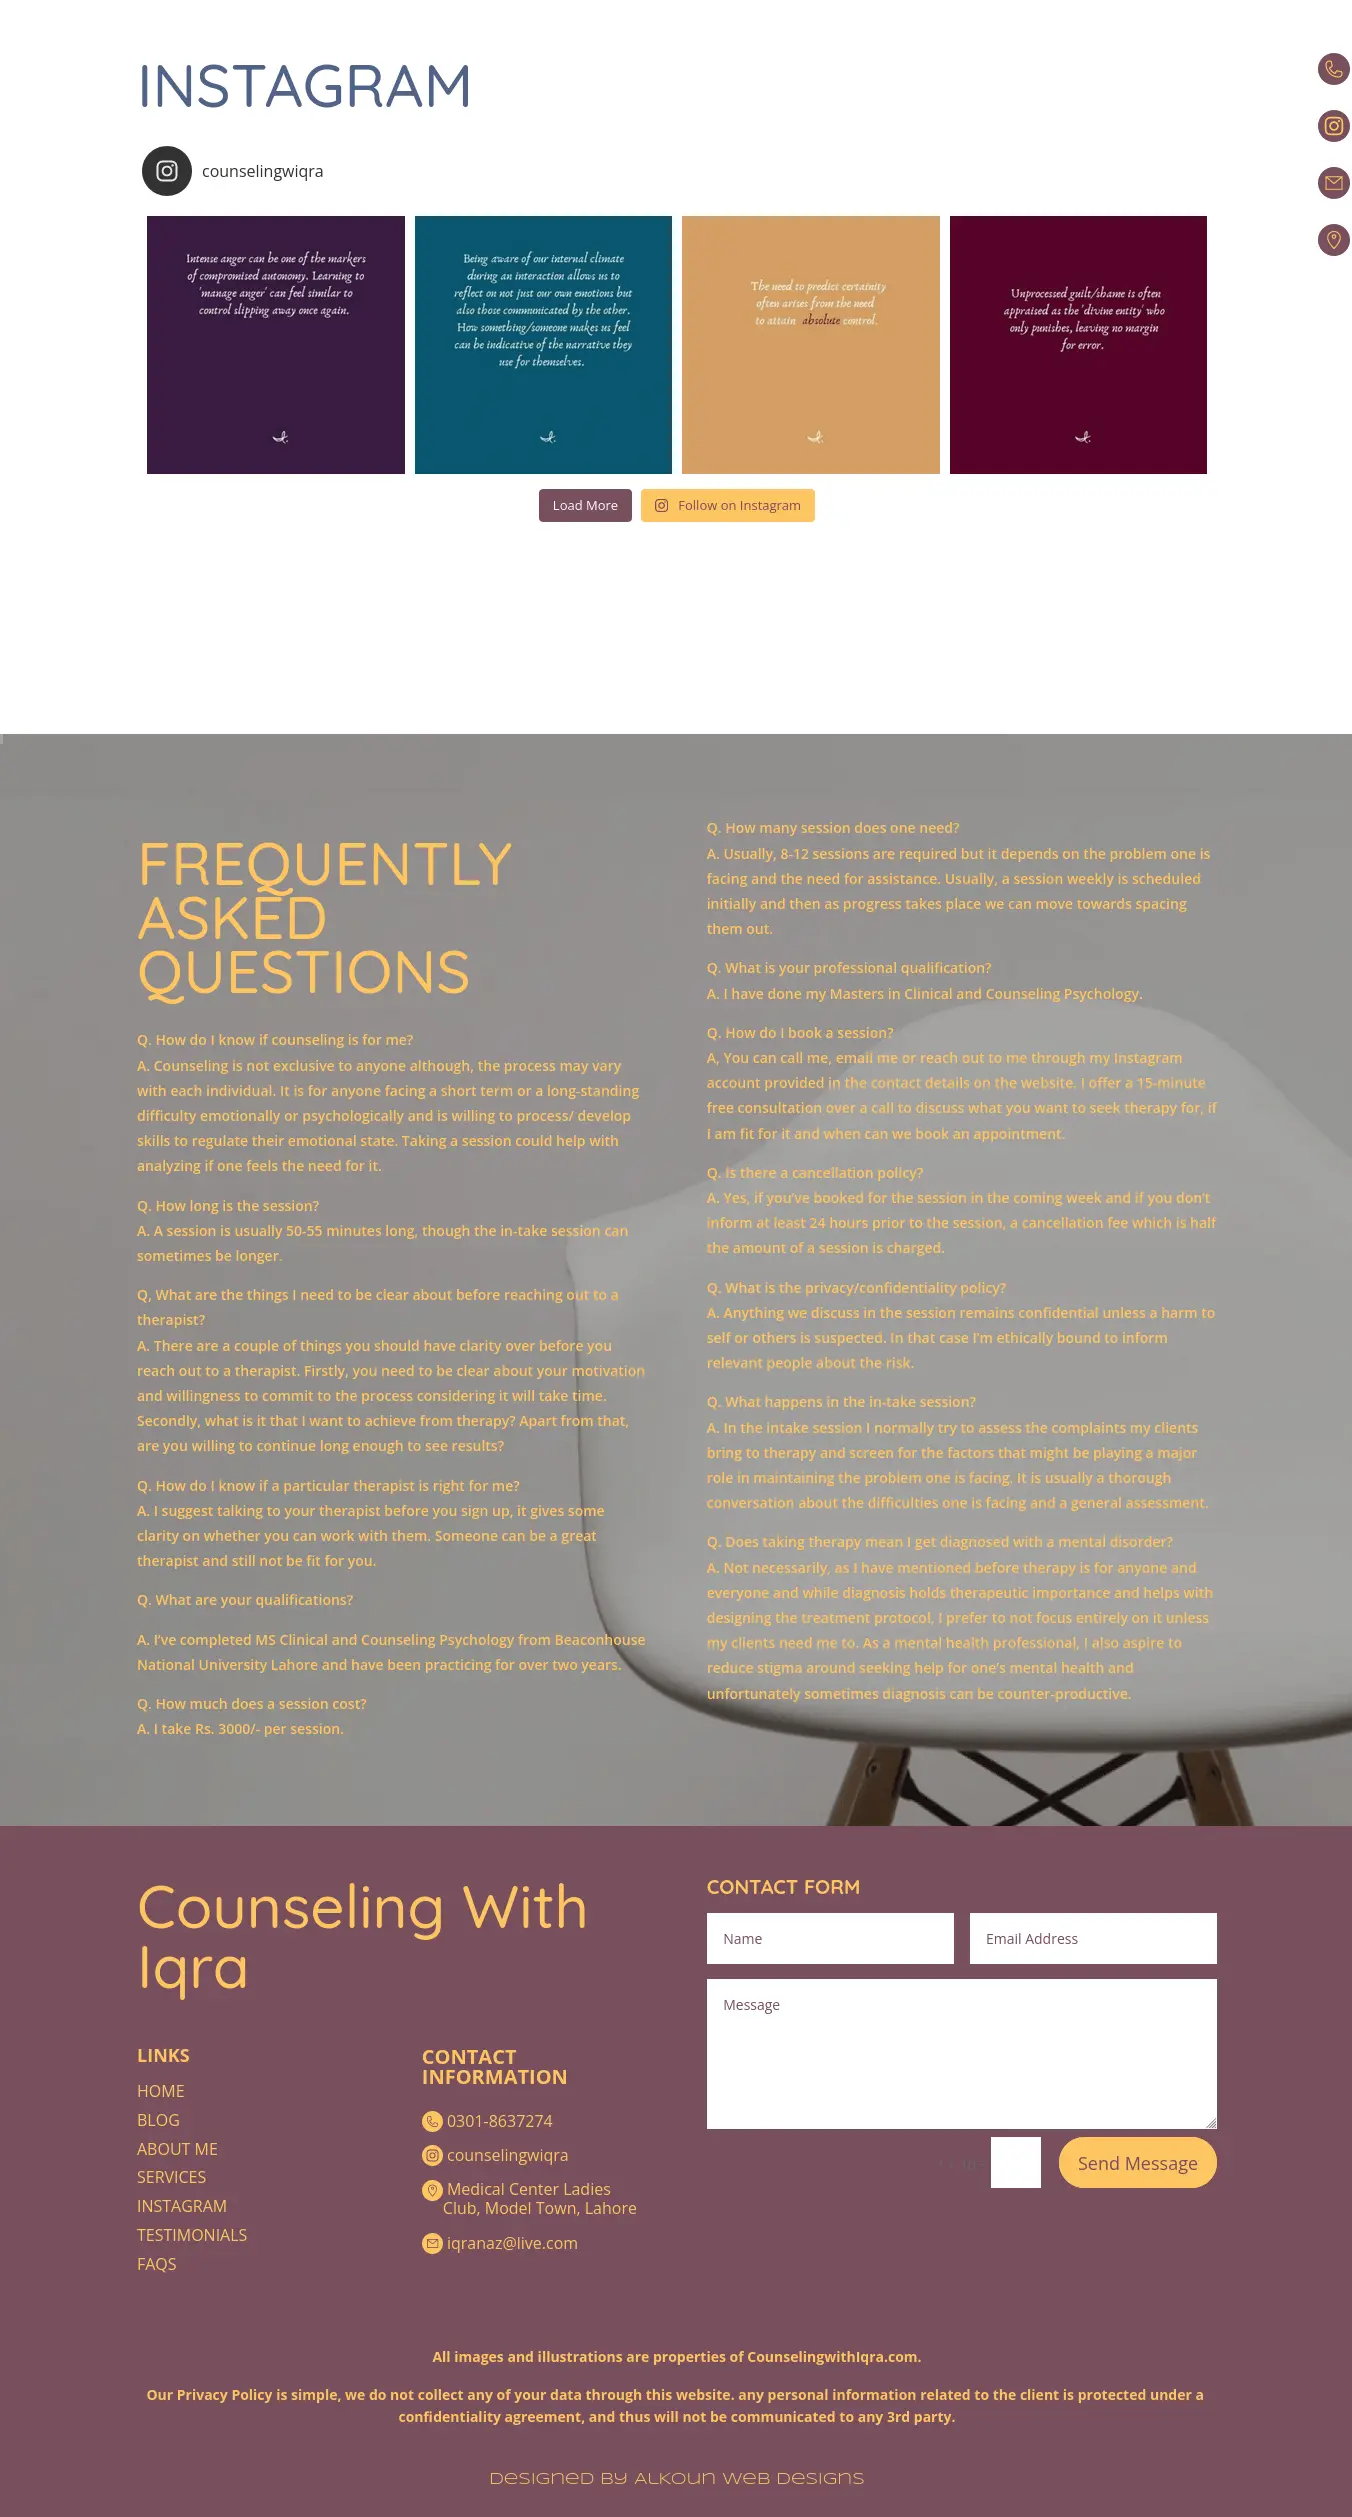 INSTAGRAM
counselingwiqra
Intense anger can be one of the markers
of compromised autonomy. Learning to
'manage anger' can feel similar to
control slipping away once again.
Being aware of our internal climate
during an interaction allows us to
reflect on not just our own emotions but
also those communicated by the other.
How something/someone makes us feel
can be indicative of the narrative they
use for themselves.
The need to predict certainity
often arises from the need
to attain absolute control.
Unprocessed guilt/shame is often
appraised as the 'divine entity' who
only punishes, leaving no margin
for error.
Load More
Follow on Instagram
FREQUENTLY
ASKED
QUESTIONS
Q. How do I know if counseling is for me?
A. Counseling is not exclusive to anyone although, the process may vary
with each individual. It is for anyone facing a short term or a long-standing
difficulty emotionally or psychologically and is willing to process/ develop
skills to regulate their emotional state. Taking a session could help with
analyzing if one feels the need for it.
Q. How long is the session?
A. A session is usually 50-55 minutes long, though the in-take session can
sometimes be longer.
Q, What are the things I need to be clear about before reaching out to a
therapist?
A. There are a couple of things you should have clarity over before you
reach out to a therapist. Firstly, you need to be clear about your motivation
and willingness to commit to the process considering it will take time.
Secondly, what is it that I want to achieve from therapy? Apart from that,
are you willing to continue long enough to see results?
Q. How do I know if a particular therapist is right for me?
A. I suggest talking to your therapist before you sign up, it gives some
clarity on whether you can work with them. Someone can be a great
therapist and still not be fit for you.
Q. What are your qualifications?
A. I've completed MS Clinical and Counseling Psychology from Beaconhouse
National University Lahore and have been practicing for over two years.
Q. How much does a session cost?
A. I take Rs. 3000/- per session.
Q. How many session does one need?
A. Usually, 8-12 sessions are required but it depends on the problem one is
facing and the need for assistance. Usually, a session weekly is scheduled
initially and then as progress takes place we can move towards spacing
them out.
Q. What is your professional qualification?
A. I have done my Masters in Clinical and Counseling Psychology.
Q. How do I book a session?
A, You can call me, email me or reach out to me through my Instagram
account provided in the contact details on the website. I offer a 15-minute
free consultation over a call to discuss what you want to seek therapy for, if
I am fit for it and when can we book an appointment.
Q. Is there a cancellation policy?
A. Yes, if you've booked for the session in the coming week and if you don't
inform at least 24 hours prior to the session, a cancellation fee which is half
the amount of a session is charged.
Q. What is the privacy/confidentiality policy?
A. Anything we discuss in the session remains confidential unless a harm to
self or others is suspected. In that case I'm ethically bound to inform
relevant people about the risk.
Q. What happens in the in-take session?
A. In the intake session I normally try to assess the complaints my clients
bring to therapy and screen for the factors that might be playing a major
role in maintaining the problem one is facing. It is usually a thorough
conversation about the difficulties one is facing and a general assessment.
Q. Does taking therapy mean I get diagnosed with a mental disorder?
A. Not necessarily, as I have mentioned before therapy is for anyone and
everyone and while diagnosis holds therapeutic importance and helps with
designing the treatment protocol, I prefer to not focus entirely on it unless
my clients need me to. As a mental health professional, I also aspire to
reduce stigma around seeking help for one's mental health and
unfortunately sometimes diagnosis can be counter-productive.
Counseling With
Iqra
LINKS
HOME
BLOG
ABOUT ME
SERVICES
INSTAGRAM
TESTIMONIALS
FAQS
CONTACT
INFORMATION
0301-8637274
counselingwiqra
Medical Center Ladies
Club, Model Town, Lahore
iqranaz@live.com
CONTACT FORM
Name
Email Address
Message
Send Message
All images and illustrations are properties of CounselingwithIqra.com.
Our Privacy Policy is simple, we do not collect any of your data through this website. any personal information related to the client is protected under a
confidentiality agreement, and thus will not be communicated to any 3rd party.
Designed By Alkoun Web Designs